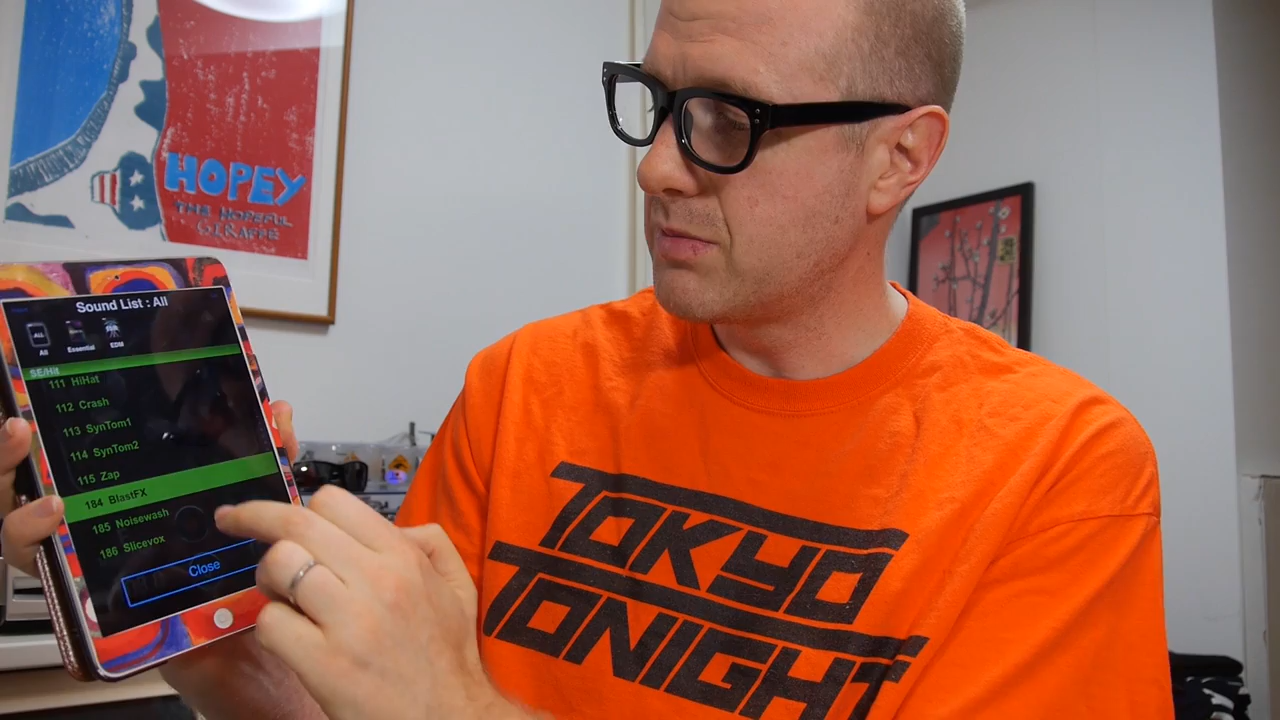 HOPEY
THE HOPEFUL
GIRAFFE
Sound List : All
ALL
All
Essential
EDM
SE/Hit
111 HiHat
112 Crash
113 SynTom1
114 SynTom2
115 Zap
184 BlastFX
185 Noisewash
186 Slicevox
Close
TOKYO
TONIGHT